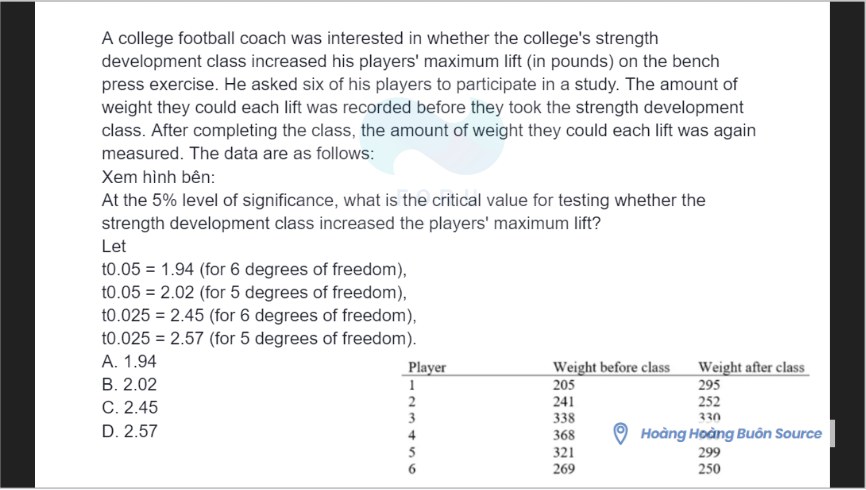 A college football coach was interested in whether the college's strength
development class increased his players' maximum lift (in pounds) on the bench
press exercise. He asked six of his players to participate in a study. The amount of
weight they could each lift was recorded before they took the strength development
class. After completing the class, the amount of weight they could each lift was again
measured. The data are as follows:
Xem hình bên:
At the 5% level of significance, what is the critical value for testing whether the
strength development class increased the players' maximum lift?
Let
t0.05 = 1.94 (for 6 degrees of freedom),
t0.05 = 2.02 (for 5 degrees of freedom),
t0.025 = 2.45 (for 6 degrees of freedom),
t0.025 = 2.57 (for 5 degrees of freedom).
A. 1.94
B. 2.02
C. 2.45
D. 2.57
Player Weight before class Weight after class
1 205 295
2 241 252
3 338 330
4 368
5 321 299
6 269 250
Hoàng Hoàng Buôn Source